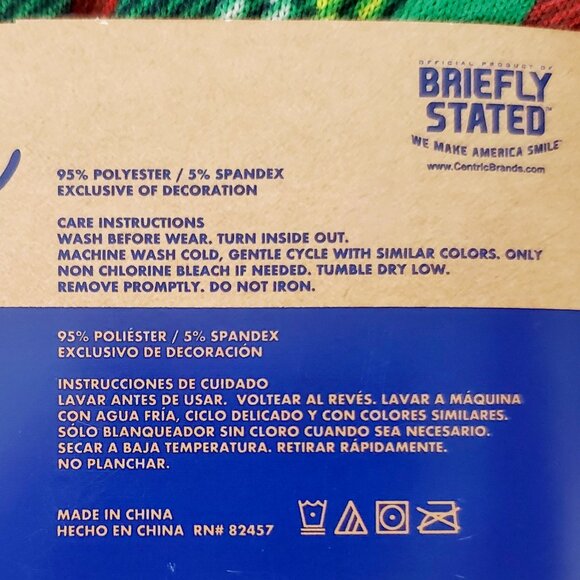 OFFICIAL PRODUCT OF
BRIEFLY
STATED™
WE MAKE AMERICA SMILE™
www.CentricBrands.com
95% POLYESTER / 5% SPANDEX
EXCLUSIVE OF DECORATION
CARE INSTRUCTIONS
WASH BEFORE WEAR. TURN INSIDE OUT.
MACHINE WASH COLD, GENTLE CYCLE WITH SIMILAR COLORS. ONLY
NON CHLORINE BLEACH IF NEEDED. TUMBLE DRY LOW.
REMOVE PROMPTLY. DO NOT IRON.
95% POLIÉSTER / 5% SPANDEX
EXCLUSIVO DE DECORACIÓN
INSTRUCCIONES DE CUIDADO
LAVAR ANTES DE USAR. VOLTEAR AL REVÉS. LAVAR A MÁQUINA
CON AGUA FRÍA, CICLO DELICADO Y CON COLORES SIMILARES.
SÓLO BLANQUEADOR SIN CLORO CUANDO SEA NECESARIO.
SECAR A BAJA TEMPERATURA. RETIRAR RÁPIDAMENTE.
NO PLANCHAR.
MADE IN CHINA
HECHO EN CHINA RN# 82457